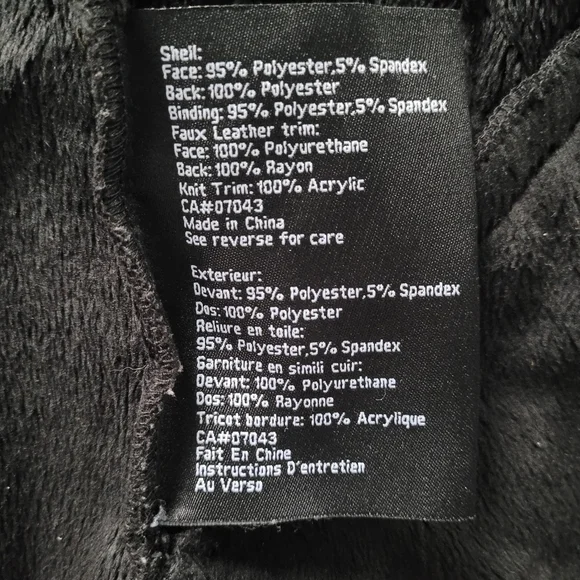 Shell:
Face: 95% Polyester,5% Spandex
Back: 100% Polyester
Binding: 95% Polyester,5% Spandex
Faux Leather trim:
Face: 100% Polyurethane
Back: 100% Rayon
Knit Trim: 100% Acrylic
CA#07043
Made in China
See reverse for care
Exterieur:
Devant: 95% Polyester,5% Spandex
Dos: 100% Polyester
Reliure en toile:
95% Polyester,5% Spandex
Garniture en simili cuir:
Devant: 100% Polyurethane
Dos: 100% Rayonne
Tricot bordure: 100% Acrylique
CA#07043
Fait En Chine
Instructions D'entretien
Au Verso